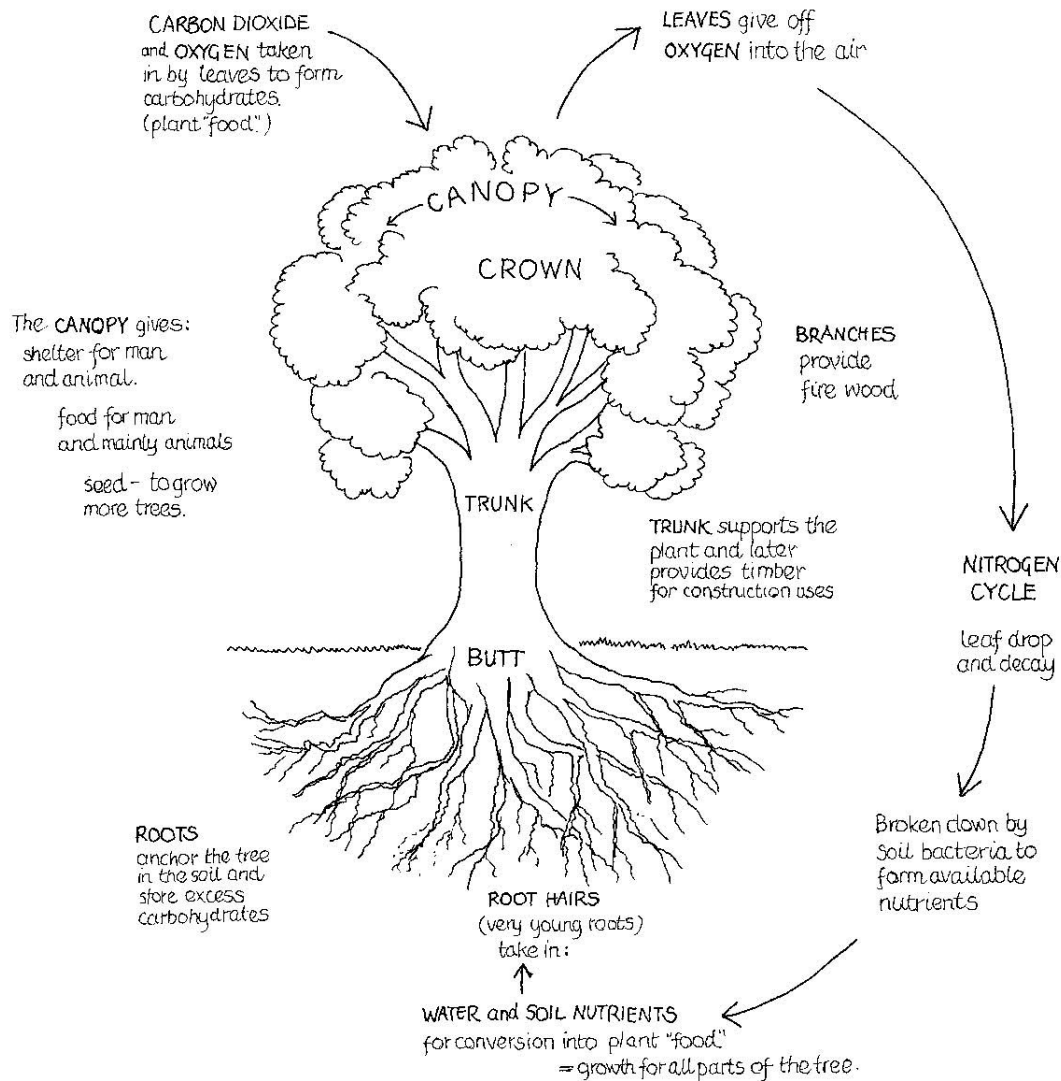 CARBON DIOXIDE
and OXYGEN taken
in by leaves to form
carbohydrates.
(plant "food".)
LEAVES give off
OXYGEN into the air
CANOPY
CROWN
The CANOPY gives:
shelter for man
and animal.
food for man
and mainly animals
seed - to grow
more trees.
BRANCHES
provide
fire wood
TRUNK
TRUNK supports the
plant and later
provides timber
for construction uses
NITROGEN
CYCLE
leaf drop
and decay
BUTT
ROOTS
anchor the tree
in the soil and
store excess
carbohydrates
Broken down by
soil bacteria to
form available
nutrients
ROOT HAIRS
(very young roots)
take in:
WATER and SOIL NUTRIENTS
for conversion into plant "food"
= growth for all parts of the tree.